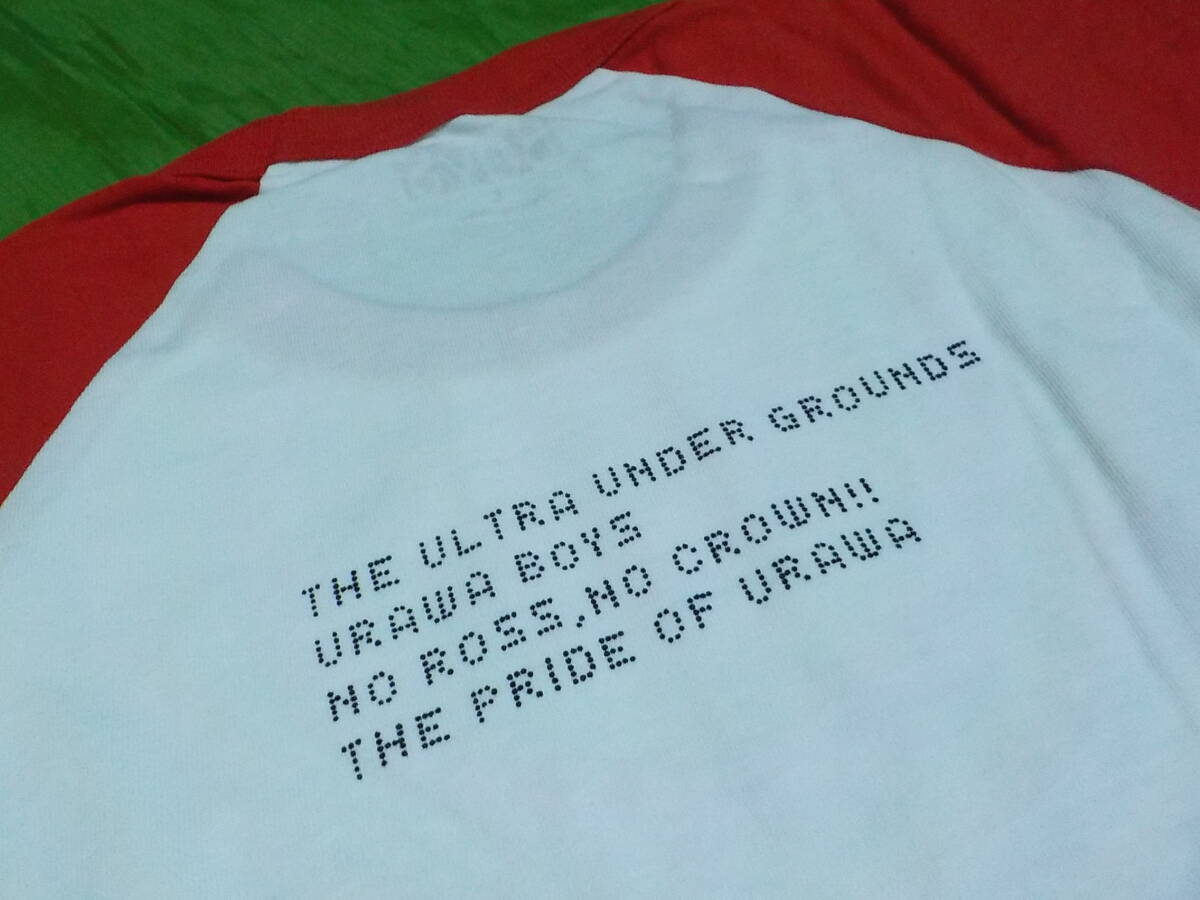 THE ULTRA UNDER GROUNDS
URAWA BOYS
NO ROSS,NO CROWN!!
THE PRIDE OF URAWA